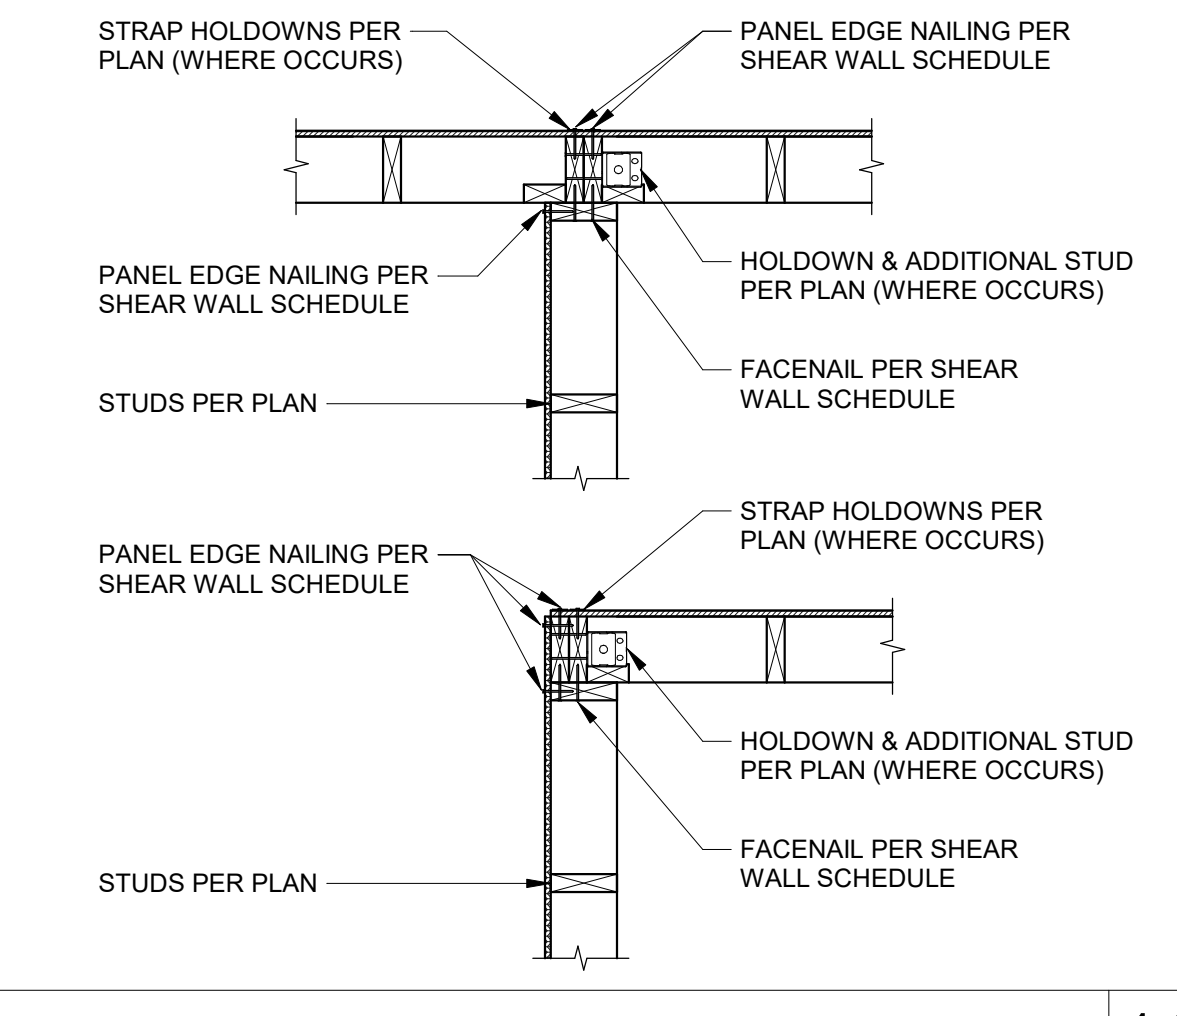 STRAP HOLDOWNS PER
PLAN (WHERE OCCURS)
PANEL EDGE NAILING PER
SHEAR WALL SCHEDULE
PANEL EDGE NAILING PER
SHEAR WALL SCHEDULE
HOLDOWN & ADDITIONAL STUD
PER PLAN (WHERE OCCURS)
FACENAIL PER SHEAR
WALL SCHEDULE
STUDS PER PLAN
STRAP HOLDOWNS PER
PLAN (WHERE OCCURS)
PANEL EDGE NAILING PER
SHEAR WALL SCHEDULE
HOLDOWN & ADDITIONAL STUD
PER PLAN (WHERE OCCURS)
FACENAIL PER SHEAR
WALL SCHEDULE
STUDS PER PLAN